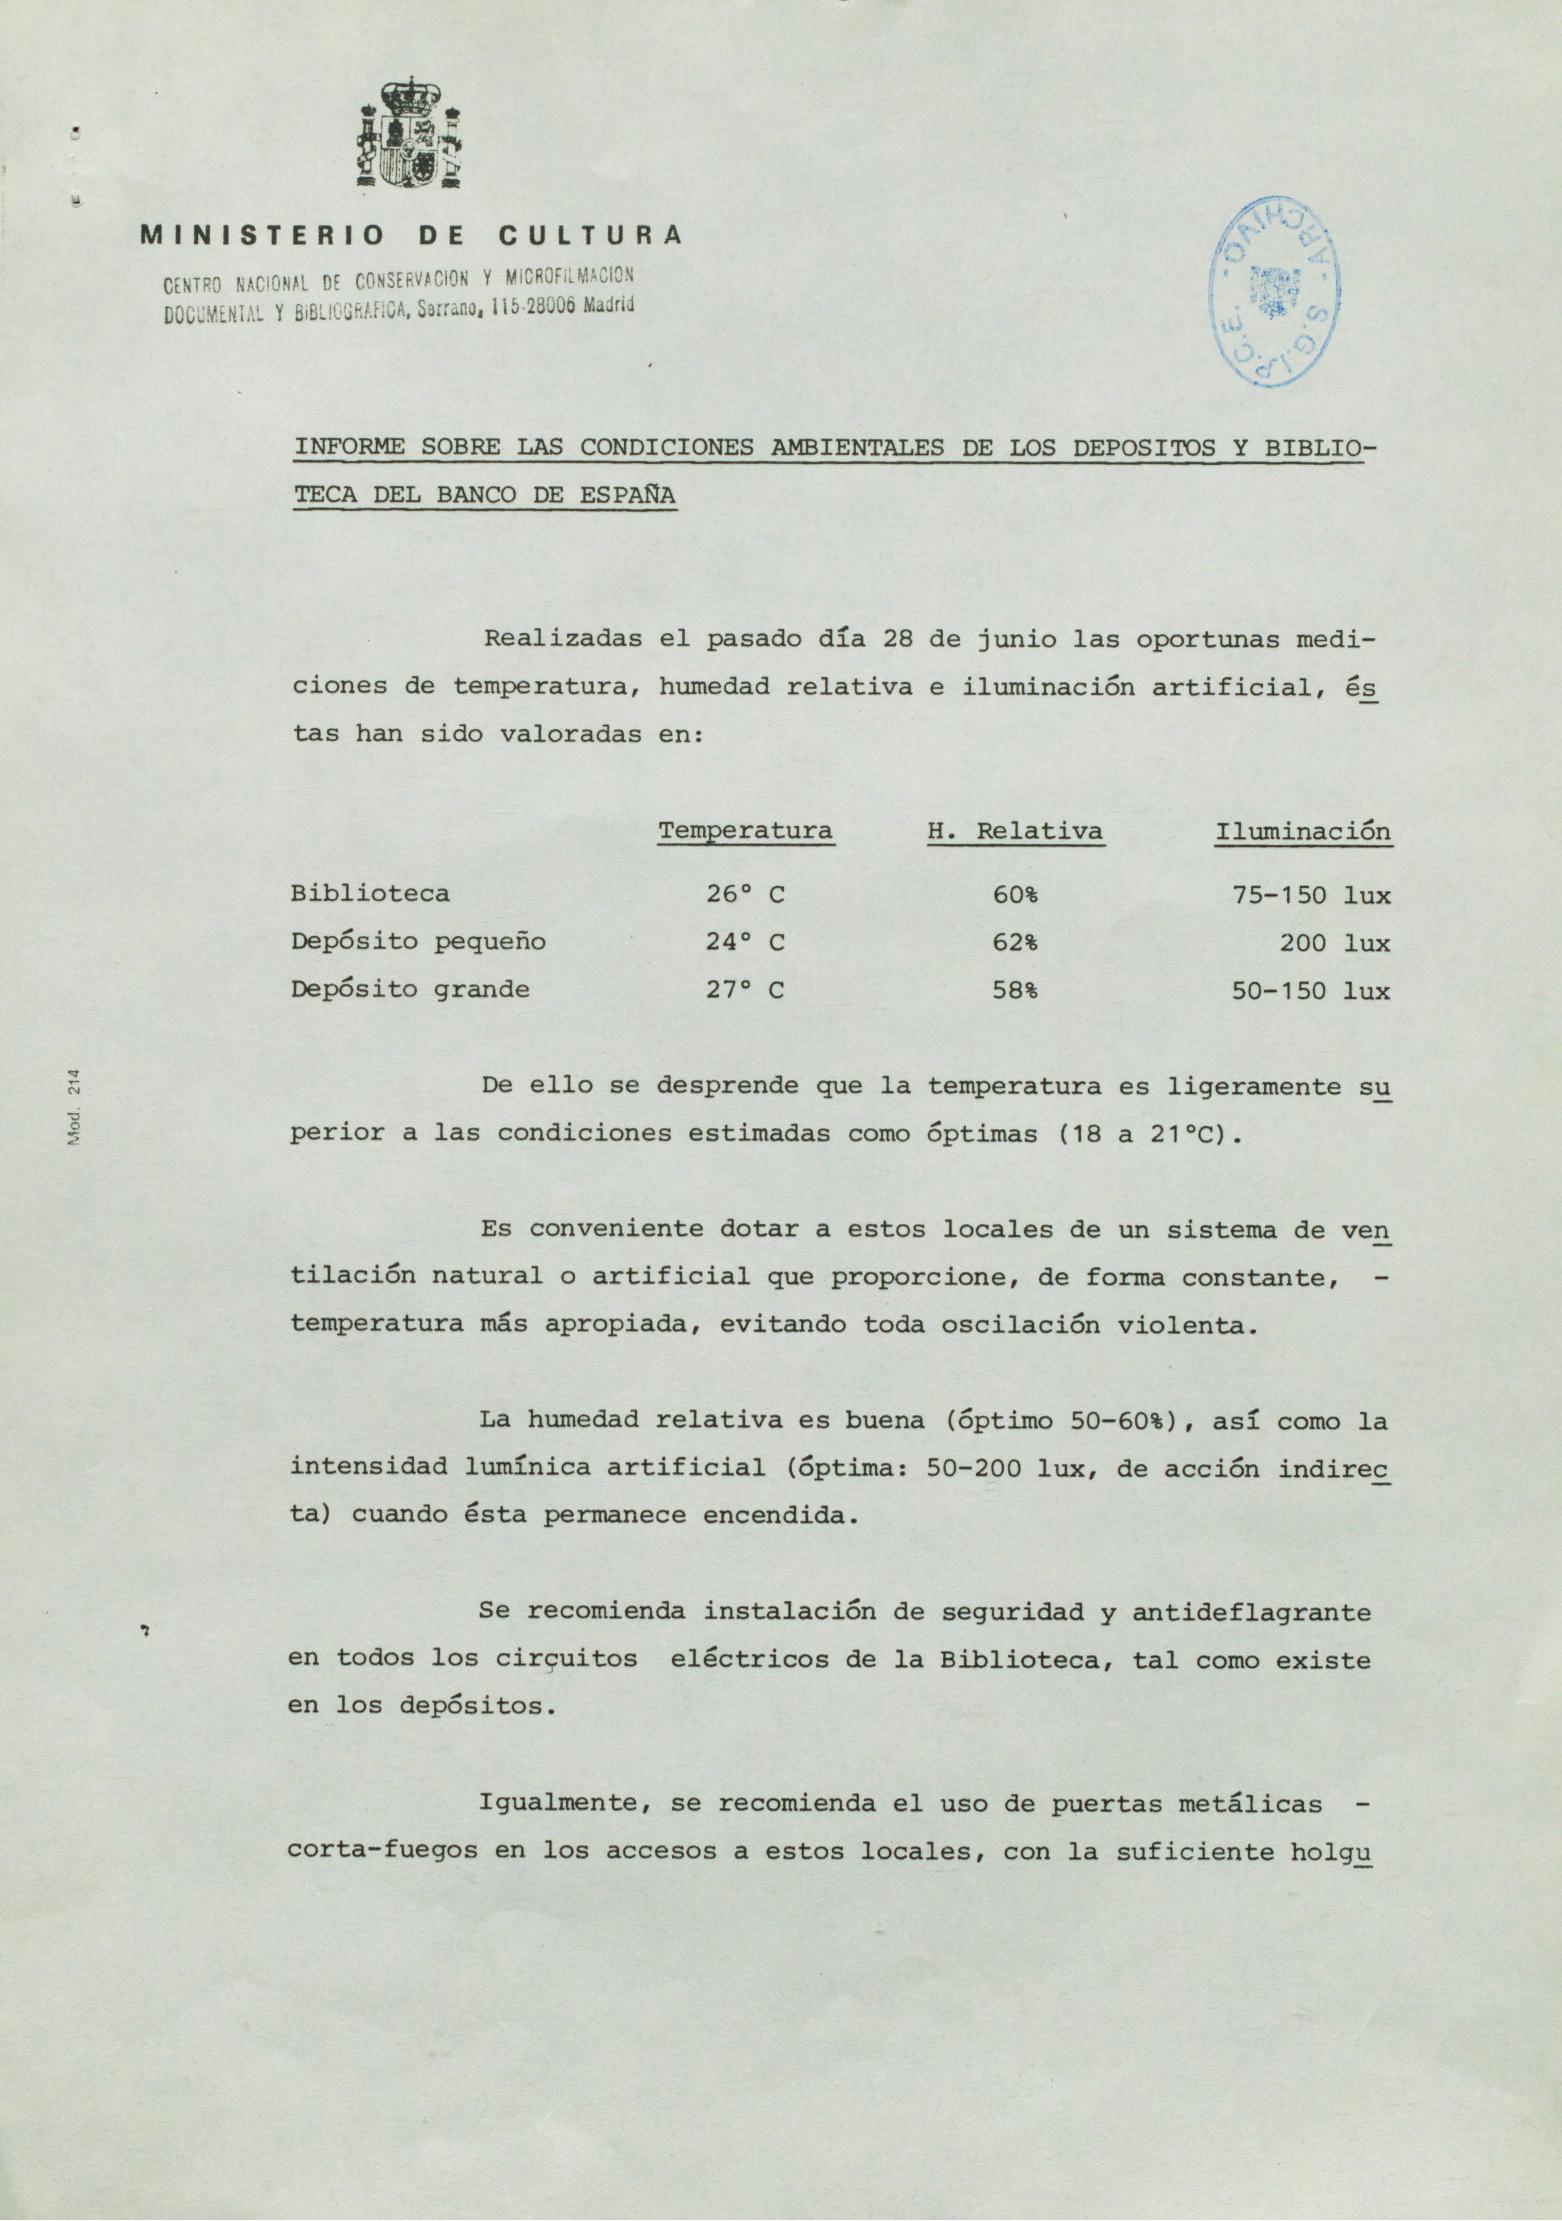 MINISTERIO DE CULTURA
CENTRO NACIONAL DE CONSERVACION Y MICROFILMACION
DOCUMENTAL Y BIBLIOGRAFICA, Serrano, 115-28006 Madrid
ARCHIVO
S.G.I.P.C.E.
INFORME SOBRE LAS CONDICIONES AMBIENTALES DE LOS DEPOSITOS Y BIBLIO-
TECA DEL BANCO DE ESPAÑA
Realizadas el pasado día 28 de junio las oportunas medi-
ciones de temperatura, humedad relativa e iluminación artificial, és
tas han sido valoradas en:
Temperatura H. Relativa Iluminación
Biblioteca 26° C 60% 75-150 lux
Depósito pequeño 24° C 62% 200 lux
Depósito grande 27° C 58% 50-150 lux
De ello se desprende que la temperatura es ligeramente su
perior a las condiciones estimadas como óptimas (18 a 21°C).
Es conveniente dotar a estos locales de un sistema de ven
tilación natural o artificial que proporcione, de forma constante, -
temperatura más apropiada, evitando toda oscilación violenta.
La humedad relativa es buena (óptimo 50-60%), así como la
intensidad lumínica artificial (óptima: 50-200 lux, de acción indirec
ta) cuando ésta permanece encendida.
Se recomienda instalación de seguridad y antideflagrante
en todos los circuitos eléctricos de la Biblioteca, tal como existe
en los depósitos.
Igualmente, se recomienda el uso de puertas metálicas -
corta-fuegos en los accesos a estos locales, con la suficiente holgu
Mod. 214